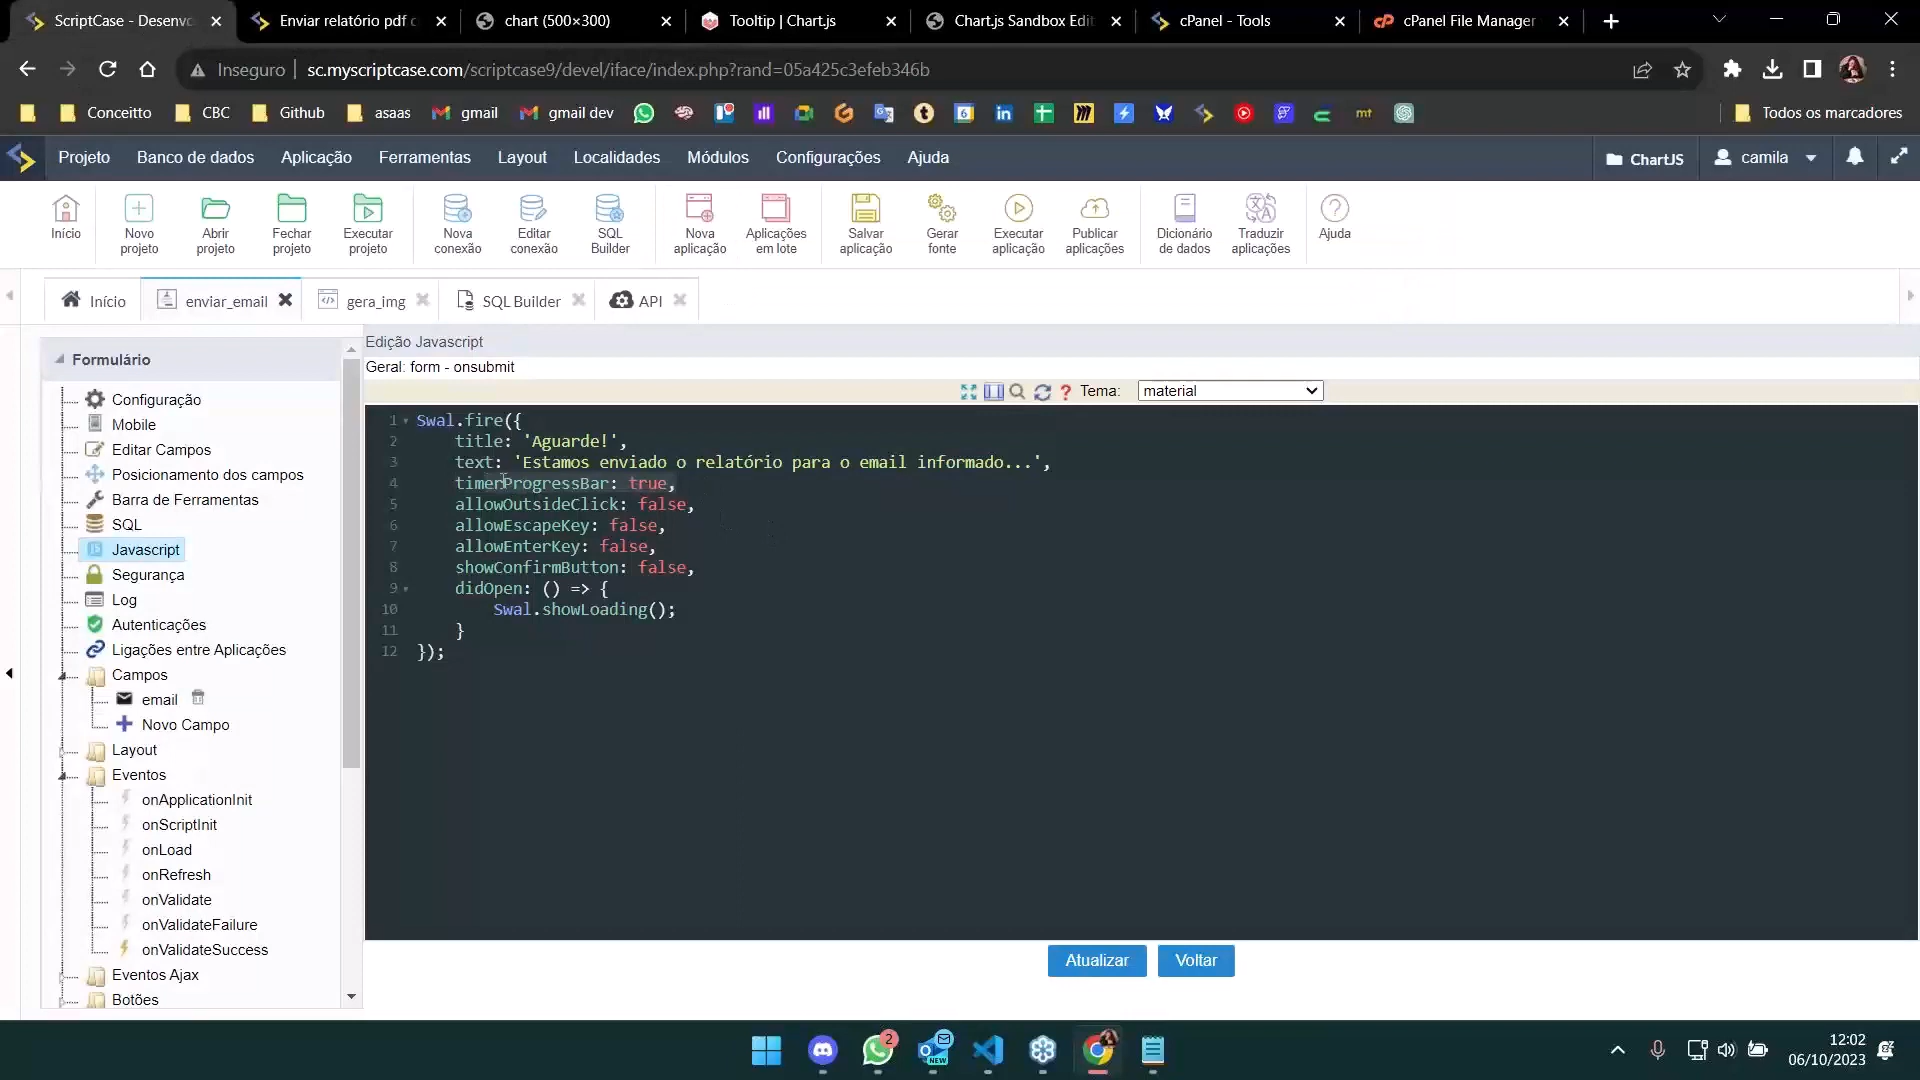 ScriptCase - Desenvo
Enviar relatório pdf c
chart (500×300)
Tooltip | Chart.js
Chart.js Sandbox Edit
cPanel - Tools
cPanel File Manager
Inseguro
sc.myscriptcase.com/scriptcase9/devel/iface/index.php?rand=05a425c3efeb346b
Conceitto
CBC
Github
asaas
gmail
gmail dev
Todos os marcadores
Projeto
Banco de dados
Aplicação
Ferramentas
Layout
Localidades
Módulos
Configurações
Ajuda
ChartJS
camila
Início
Novo projeto
Abrir projeto
Fechar projeto
Executar projeto
Nova conexão
Editar conexão
SQL Builder
Nova aplicação
Aplicações em lote
Salvar aplicação
Gerar fonte
Executar aplicação
Publicar aplicações
Dicionário de dados
Traduzir aplicações
Ajuda
Início
enviar_email
gera_img
SQL Builder
API
Formulário
Configuração
Mobile
Editar Campos
Posicionamento dos campos
Barra de Ferramentas
SQL
Javascript
Segurança
Log
Autenticações
Ligações entre Aplicações
Campos
email
Novo Campo
Layout
Eventos
onApplicationInit
onScriptInit
onLoad
onRefresh
onValidate
onValidateFailure
onValidateSuccess
Eventos Ajax
Botões
Edição Javascript
Geral: form - onsubmit
Tema: material
1 Swal.fire({
2 title: 'Aguarde!',
3 text: 'Estamos enviado o relatório para o email informado...',
4 timerProgressBar: true,
5 allowOutsideClick: false,
6 allowEscapeKey: false,
7 allowEnterKey: false,
8 showConfirmButton: false,
9 didOpen: () => {
10 Swal.showLoading();
11 }
12 });
Atualizar
Voltar
2
NEW
12:02
06/10/2023